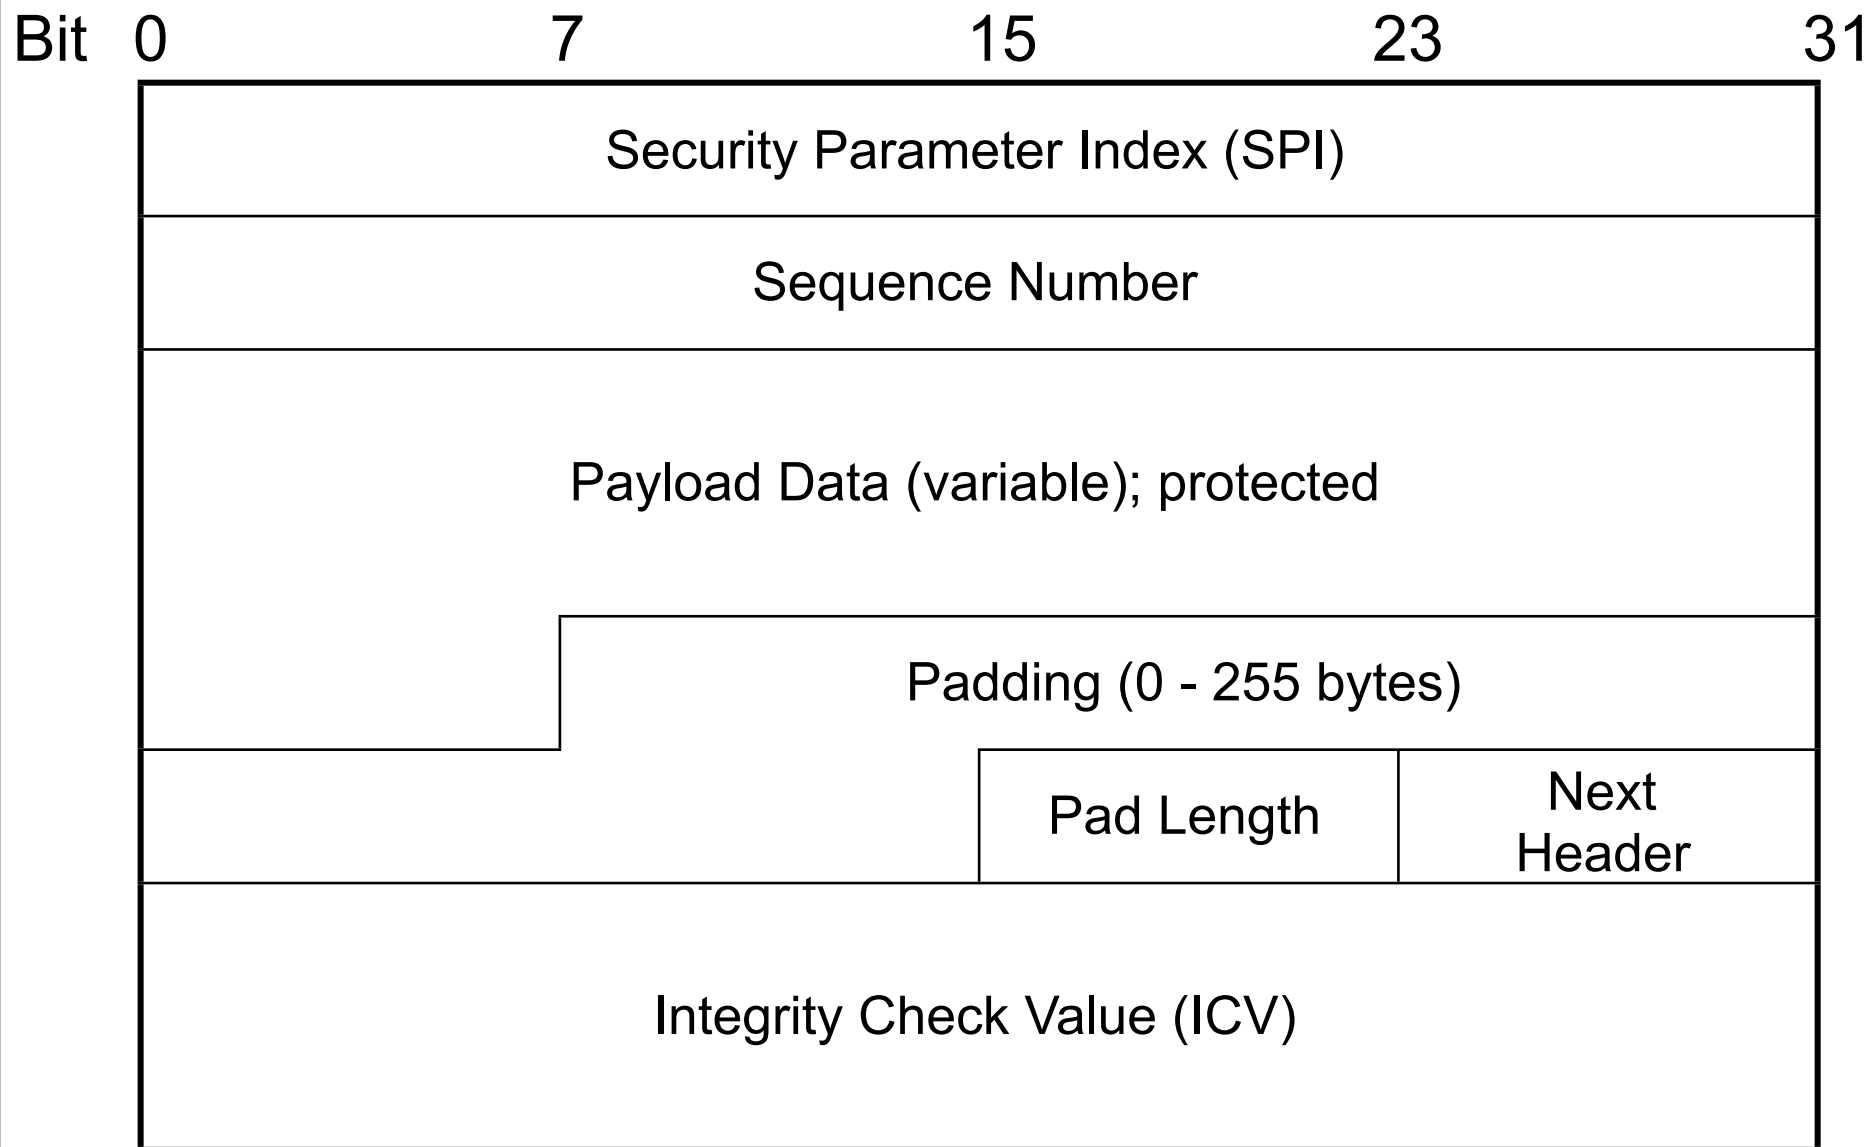 Bit 0 7 15 23 31
Security Parameter Index (SPI)
Sequence Number
Payload Data (variable); protected
Padding (0 - 255 bytes)
Pad Length
Next
Header
Integrity Check Value (ICV)